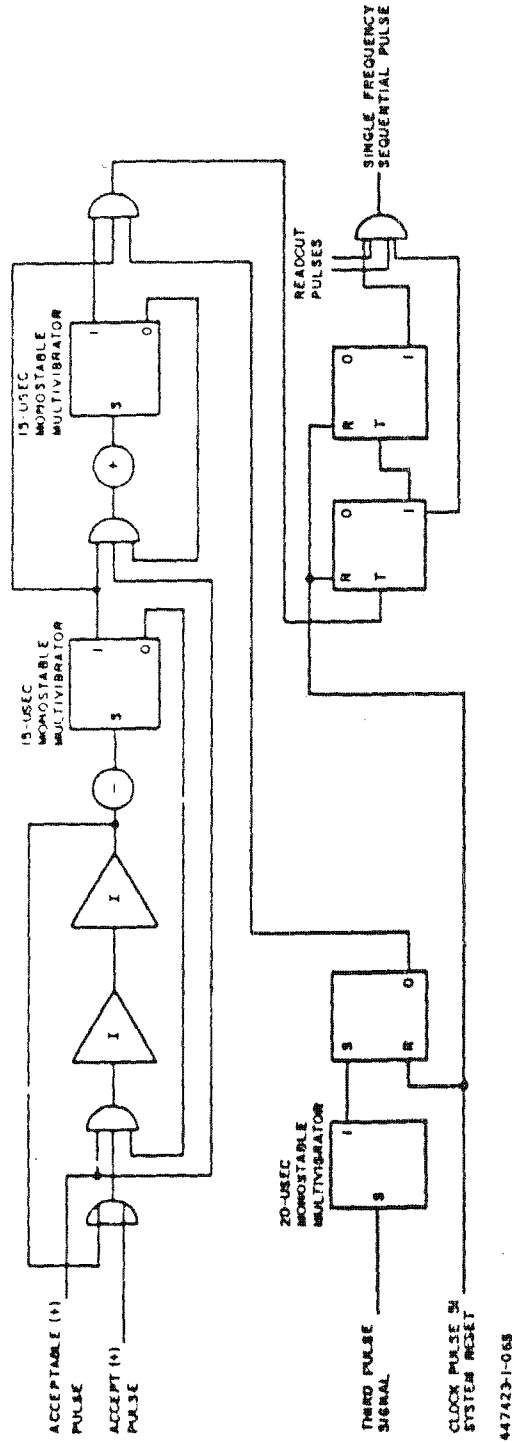 ACCEPTABLE (+)
PULSE
ACCEPT (+)
PULSE
I
I
-
15-USEC
MONOSTABLE
MULTIVIBRATOR
S
1
0
+
15-USEC
MONOSTABLE
MULTIVIBRATOR
S
1
0
THIRD PULSE
SIGNAL
20-USEC
MONOSTABLE
MULTIVIBRATOR
S
1
S
R
0
CLOCK PULSE
SYSTEM RESET
R
T
0
1
R
T
0
1
READOUT
PULSES
SINGLE FREQUENCY
SEQUENTIAL PULSE
447423-1-065